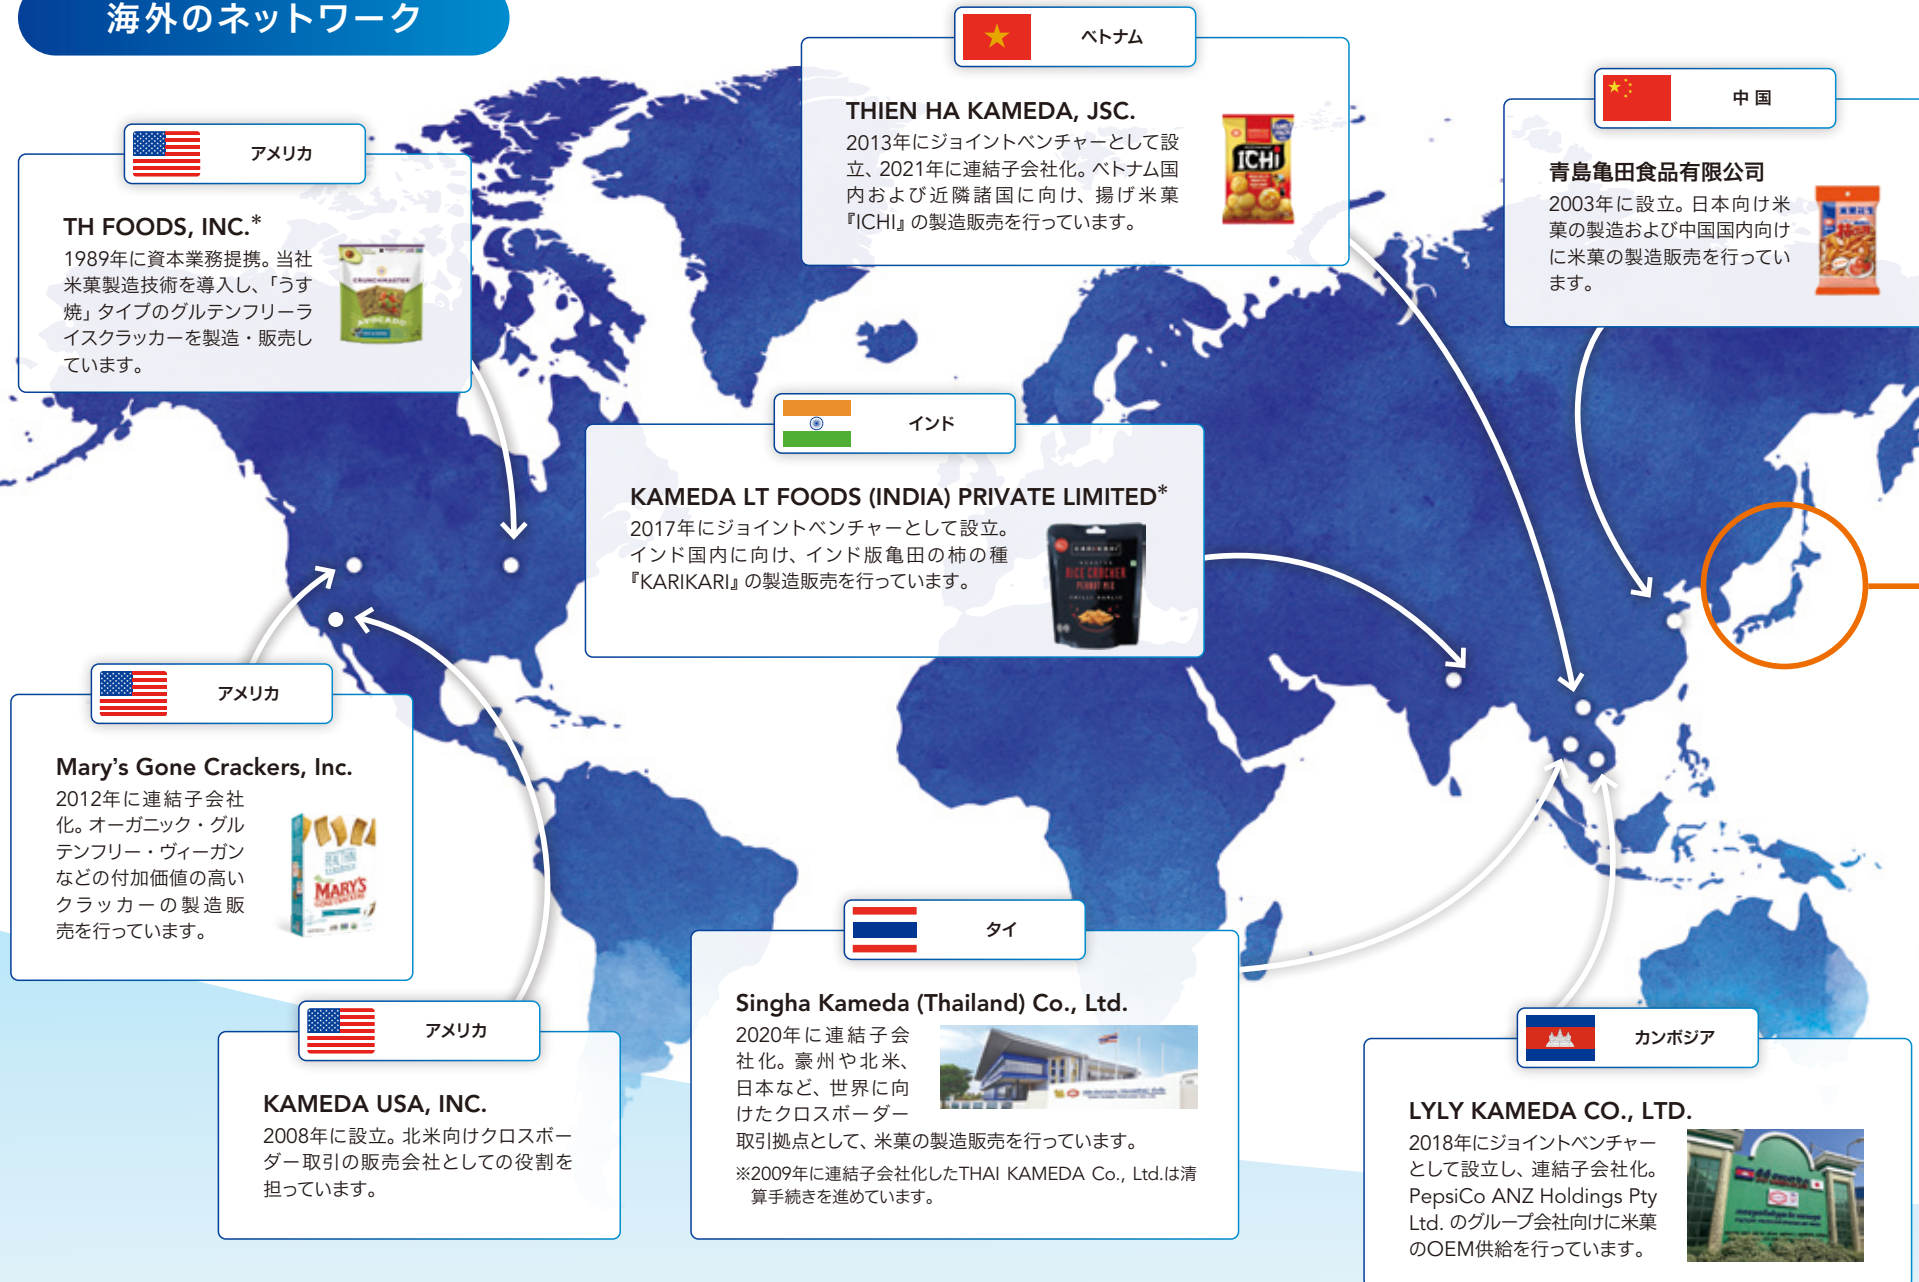 海外のネットワーク
ベトナム
THIEN HA KAMEDA, JSC.
2013年にジョイントベンチャーとして設
立、2021年に連結子会社化。ベトナム国
内および近隣諸国に向け、揚げ米菓
『ICHI』の製造販売を行っています。
ICHI
中国
青島亀田食品有限公司
2003年に設立。日本向け米
菓の製造および中国国内向け
に米菓の製造販売を行ってい
ます。
アメリカ
TH FOODS, INC.*
1989年に資本業務提携。当社
米菓製造技術を導入し、「うす
焼」タイプのグルテンフリーラ
イスクラッカーを製造・販売し
ています。
CRUNCHMASTER
AVOCADO
インド
KAMEDA LT FOODS (INDIA) PRIVATE LIMITED*
2017年にジョイントベンチャーとして設立。
インド国内に向け、インド版亀田の柿の種
『KARIKARI』の製造販売を行っています。
KARIKARI
RICE CRACKER
PEANUT MIX
CHILLI GARLIC
アメリカ
Mary's Gone Crackers, Inc.
2012年に連結子会社
化。オーガニック・グル
テンフリー・ヴィーガン
などの付加価値の高い
クラッカーの製造販
売を行っています。
REAL THIN
MARY'S
GONE CRACKERS
アメリカ
KAMEDA USA, INC.
2008年に設立。北米向けクロスボー
ダー取引の販売会社としての役割を
担っています。
タイ
Singha Kameda (Thailand) Co., Ltd.
2020年に連結子会
社化。豪州や北米、
日本など、世界に向
けたクロスボーダー
取引拠点として、米菓の製造販売を行っています。
※2009年に連結子会社化したTHAI KAMEDA Co., Ltd.は清
算手続きを進めています。
カンボジア
LYLY KAMEDA CO., LTD.
2018年にジョイントベンチャー
として設立し、連結子会社化。
PepsiCo ANZ Holdings Pty
Ltd. のグループ会社向けに米菓
のOEM供給を行っています。